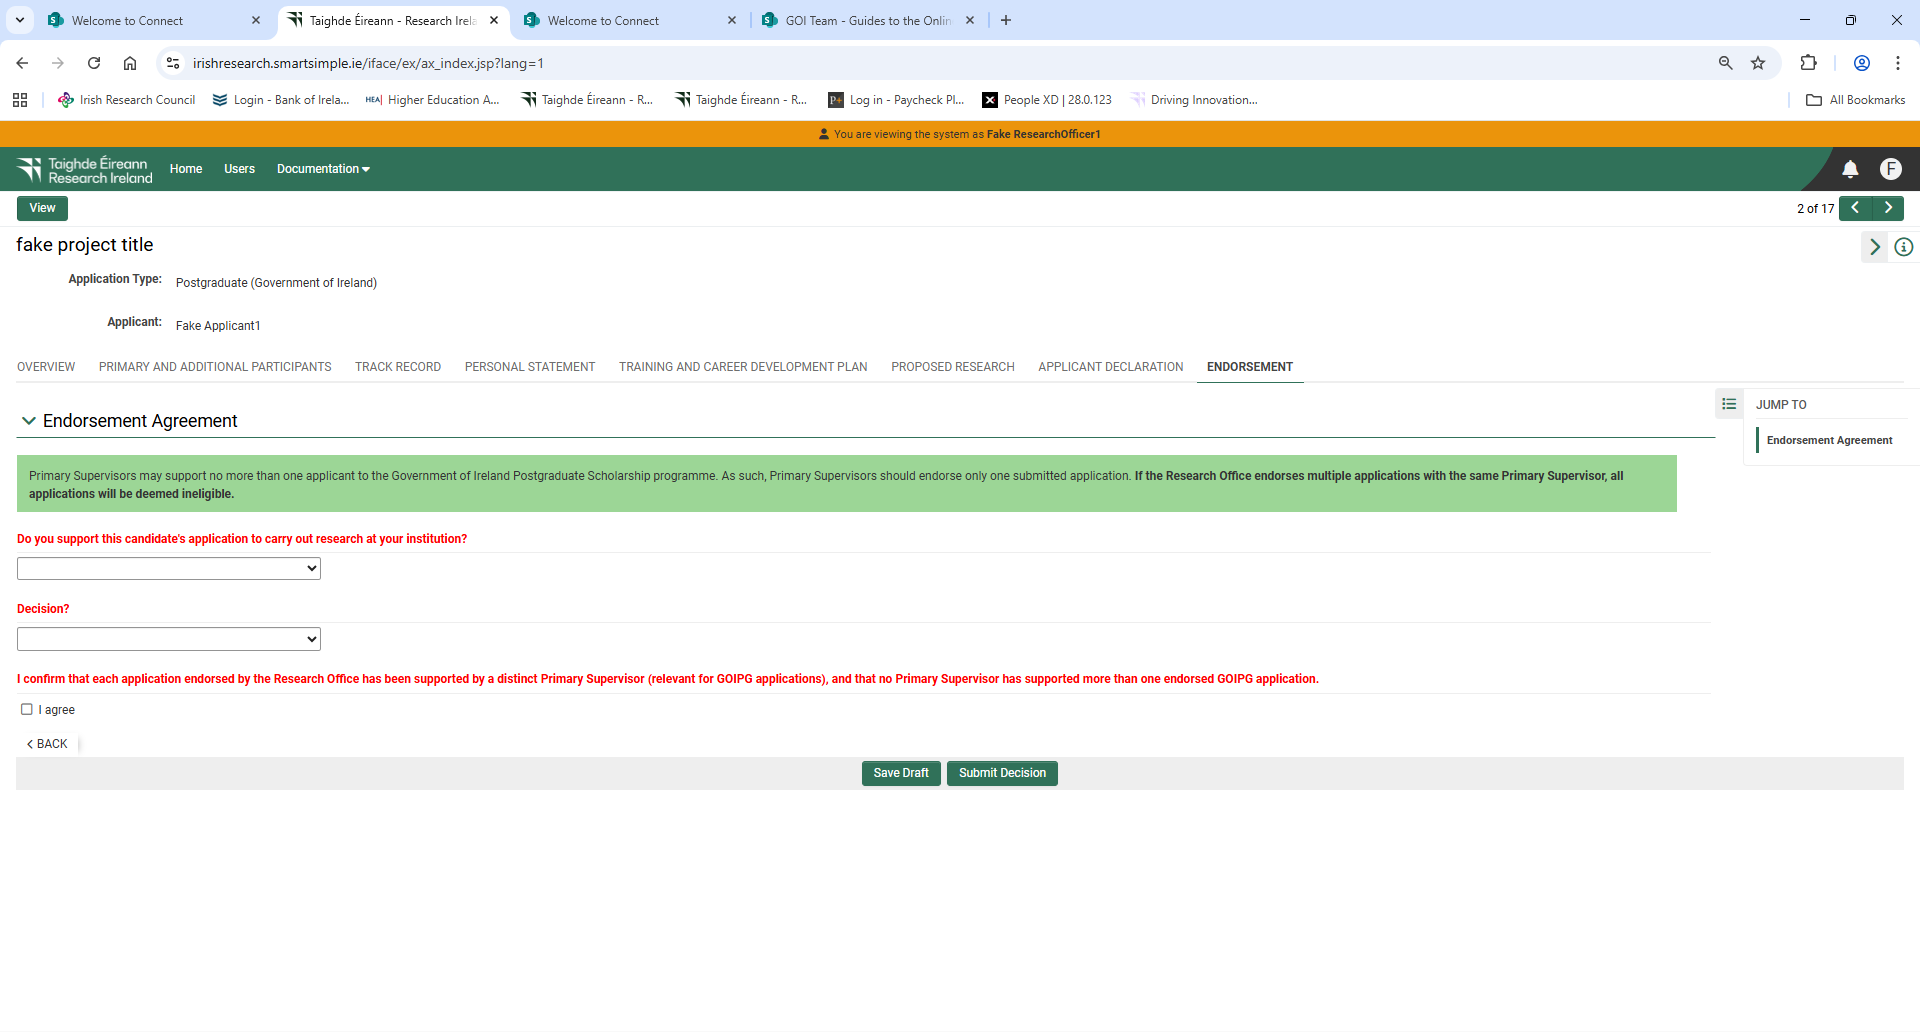 Welcome to Connect
Taighde Éireann - Research Irela
Welcome to Connect
GOI Team - Guides to the Onlin
irishresearch.smartsimple.ie/iface/ex/ax_index.jsp?lang=1
Irish Research Council
Login - Bank of Irela...
HEA Higher Education A...
Taighde Éireann - R...
Taighde Éireann - R...
P+ Log in - Paycheck Pl...
People XD | 28.0.123
Driving Innovation...
All Bookmarks
You are viewing the system as Fake ResearchOfficer1
Taighde Éireann
Research Ireland
Home
Users
Documentation
F
View
2 of 17
fake project title
Application Type: Postgraduate (Government of Ireland)
Applicant: Fake Applicant1
OVERVIEW
PRIMARY AND ADDITIONAL PARTICIPANTS
TRACK RECORD
PERSONAL STATEMENT
TRAINING AND CAREER DEVELOPMENT PLAN
PROPOSED RESEARCH
APPLICANT DECLARATION
ENDORSEMENT
JUMP TO
Endorsement Agreement
Endorsement Agreement
Primary Supervisors may support no more than one applicant to the Government of Ireland Postgraduate Scholarship programme. As such, Primary Supervisors should endorse only one submitted application. If the Research Office endorses multiple applications with the same Primary Supervisor, all
applications will be deemed ineligible.
Do you support this candidate's application to carry out research at your institution?
Decision?
I confirm that each application endorsed by the Research Office has been supported by a distinct Primary Supervisor (relevant for GOIPG applications), and that no Primary Supervisor has supported more than one endorsed GOIPG application.
I agree
BACK
Save Draft
Submit Decision